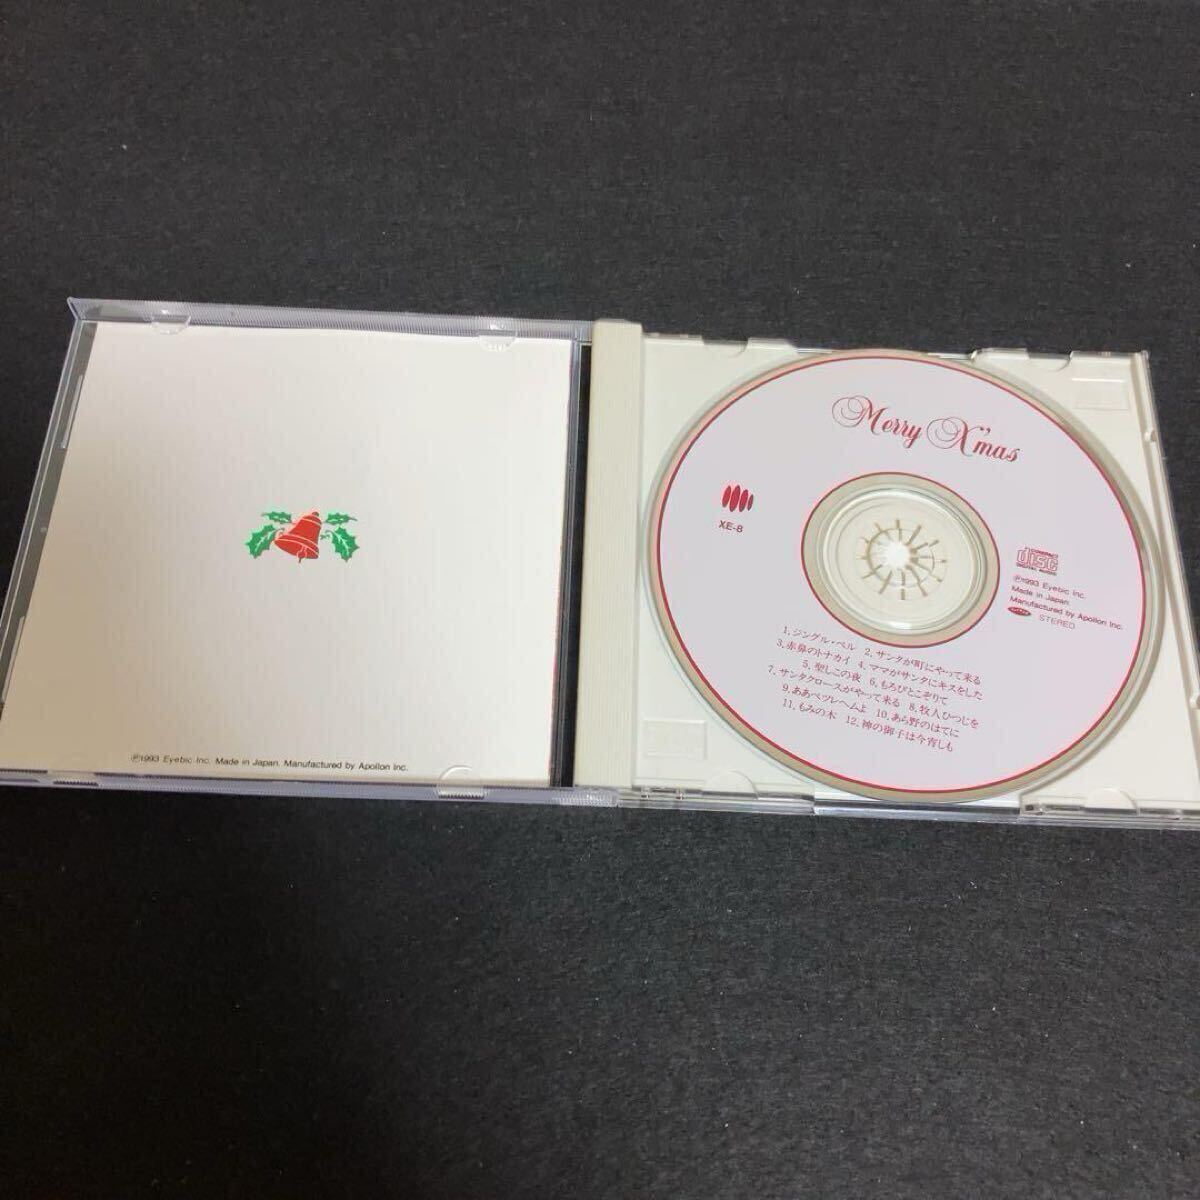 ℗1993 Eyebic Inc. Made in Japan. Manufactured by Apollon Inc.
Merry X'mas
XE-8
COMPACT
disc
DIGITAL AUDIO
℗1993 Eyebic Inc.
Made in Japan.
Manufactured by Apollon Inc.
STEREO
1. ジングル・ベル 2. サンタが町にやって来る
3. 赤鼻のトナカイ 4. ママがサンタにキスをした
5. 聖しこの夜 6. もろびとこぞりて
7. サンタクロースがやって来る 8. 牧人ひつじを
9. ああベツレヘムよ 10. あら野のはてに
11. もみの木 12. 神の御子は今宵しも